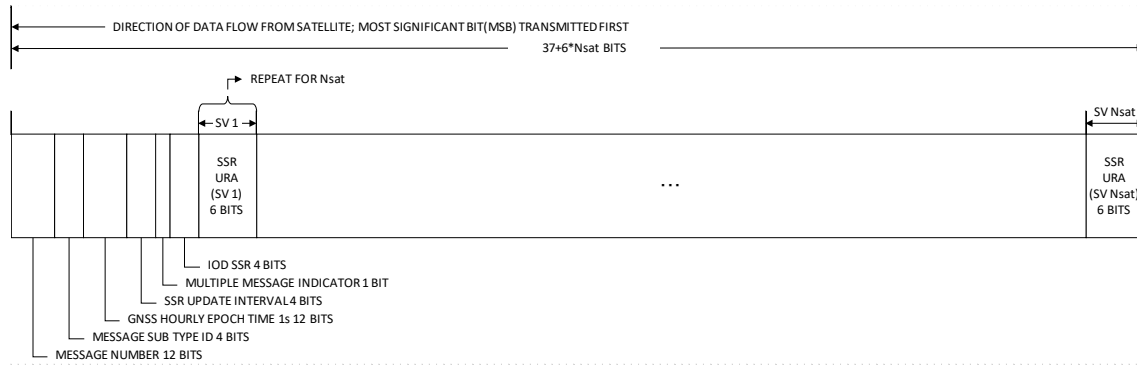 DIRECTION OF DATA FLOW FROM SATELLITE; MOST SIGNIFICANT BIT(MSB) TRANSMITTED FIRST
37+6*Nsat BITS
REPEAT FOR Nsat
SV 1
SV Nsat
SSR
URA
(SV 1)
6 BITS
...
SSR
URA
(SV Nsat)
6 BITS
IOD SSR 4 BITS
MULTIPLE MESSAGE INDICATOR 1 BIT
SSR UPDATE INTERVAL 4 BITS
GNSS HOURLY EPOCH TIME 1s 12 BITS
MESSAGE SUB TYPE ID 4 BITS
MESSAGE NUMBER 12 BITS